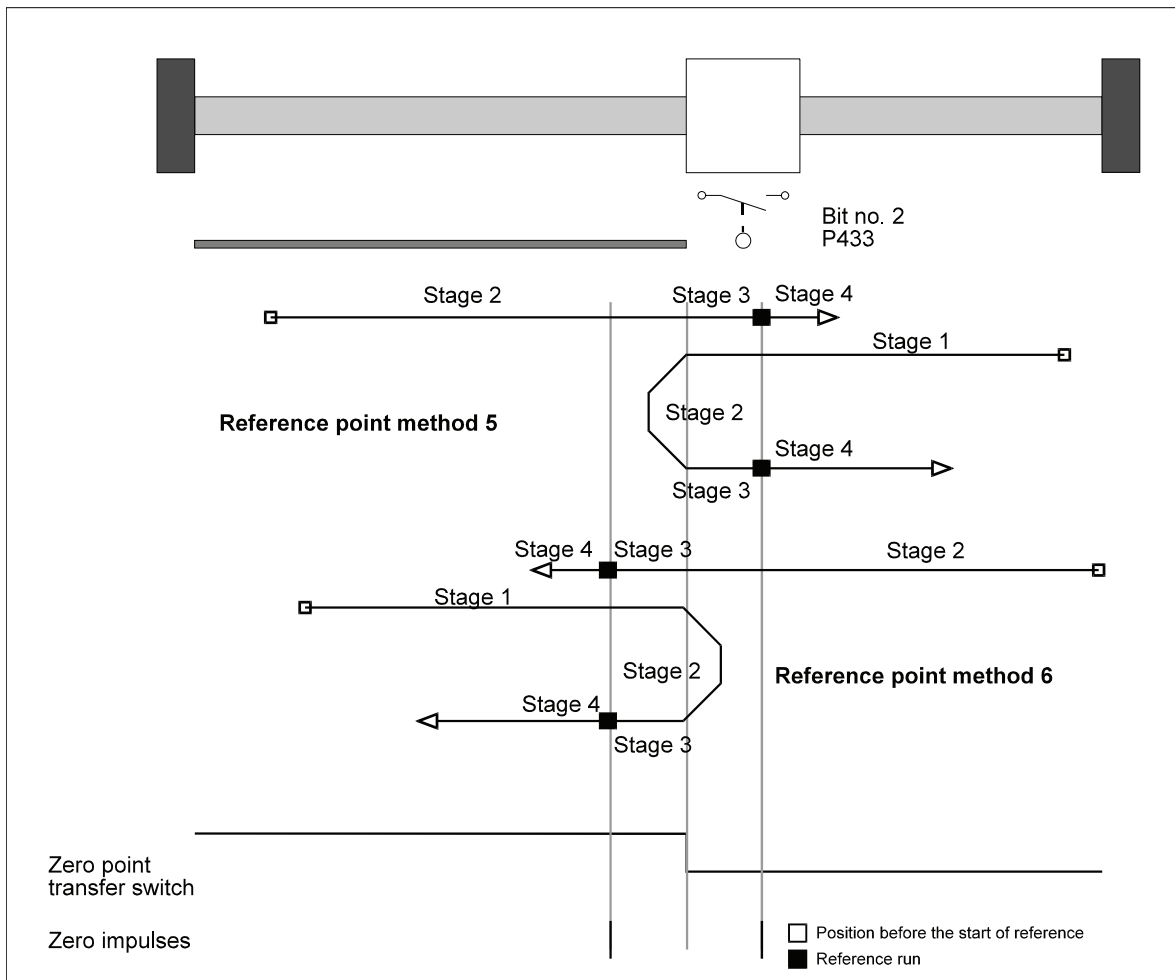 Bit no. 2
P433
Stage 2
Stage 3
Stage 4
Stage 1
Reference point method 5
Stage 2
Stage 4
Stage 3
Stage 4
Stage 3
Stage 2
Stage 1
Stage 2
Reference point method 6
Stage 4
Stage 3
Zero point
transfer switch
Zero impulses
Position before the start of reference
Reference run